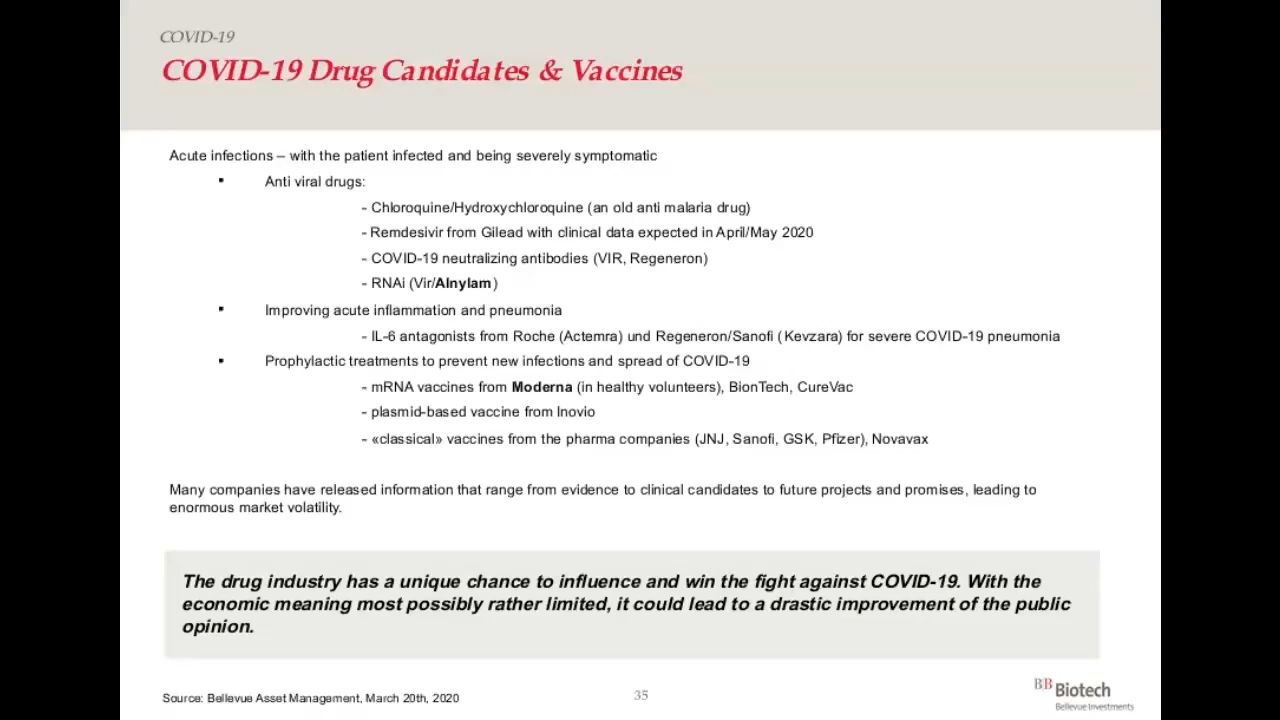 COVID-19
COVID-19 Drug Candidates & Vaccines
Acute infections – with the patient infected and being severely symptomatic
▪ Anti viral drugs:
- Chloroquine/Hydroxychloroquine (an old anti malaria drug)
- Remdesivir from Gilead with clinical data expected in April/May 2020
- COVID-19 neutralizing antibodies (VIR, Regeneron)
- RNAi (Vir/Alnylam)
▪ Improving acute inflammation and pneumonia
- IL-6 antagonists from Roche (Actemra) und Regeneron/Sanofi (Kevzara) for severe COVID-19 pneumonia
▪ Prophylactic treatments to prevent new infections and spread of COVID-19
- mRNA vaccines from Moderna (in healthy volunteers), BionTech, CureVac
- plasmid-based vaccine from Inovio
- «classical» vaccines from the pharma companies (JNJ, Sanofi, GSK, Pfizer), Novavax
Many companies have released information that range from evidence to clinical candidates to future projects and promises, leading to
enormous market volatility.
The drug industry has a unique chance to influence and win the fight against COVID-19. With the
economic meaning most possibly rather limited, it could lead to a drastic improvement of the public
opinion.
Source: Bellevue Asset Management, March 20th, 2020
35
BB Biotech
Bellevue Investments